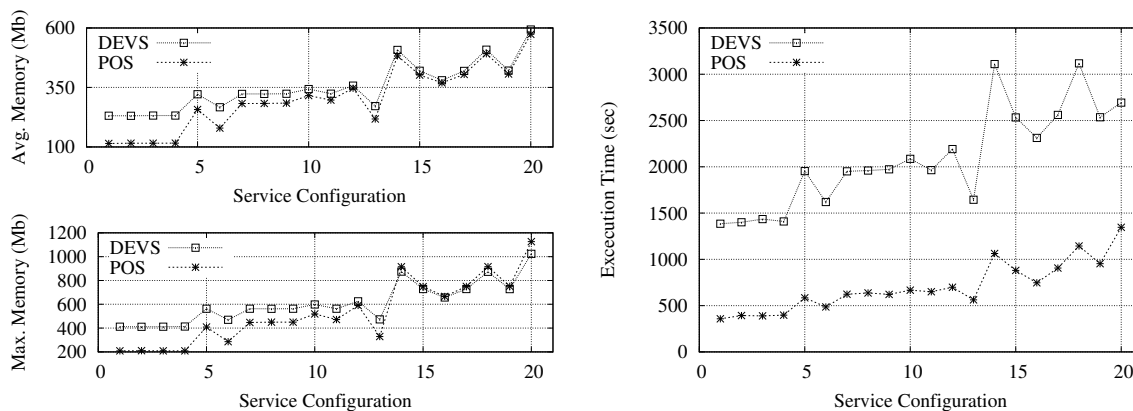 Avg. Memory (Mb)
600
350
100
DEVS
POS
0 5 10 15 20
Service Configuration
Max. Memory (Mb)
1200
1000
800
600
400
200
DEVS
POS
0 5 10 15 20
Service Configuration
Excecution Time (sec)
3500
3000
2500
2000
1500
1000
500
0
DEVS
POS
0 5 10 15 20
Service Configuration